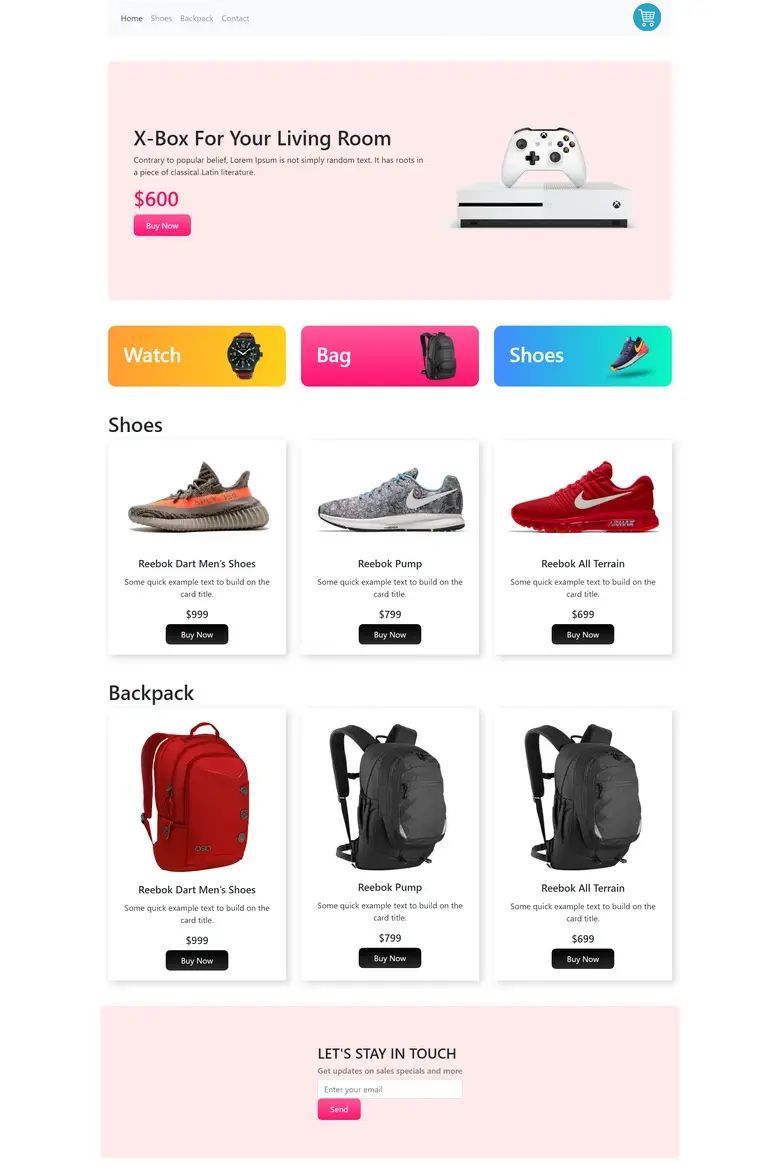 Home Shoes Backpack Contact
X-Box For Your Living Room
Contrary to popular belief, Lorem Ipsum is not simply random text. It has roots in
a piece of classical Latin literature.
$600
Buy Now
Watch
Bag
Shoes
Shoes
Reebok Dart Men's Shoes
Some quick example text to build on the
card title.
$999
Buy Now
Reebok Pump
Some quick example text to build on the
card title.
$799
Buy Now
AIRMAX
Reebok All Terrain
Some quick example text to build on the
card title.
$699
Buy Now
Backpack
OGIO
Reebok Dart Men's Shoes
Some quick example text to build on the
card title.
$999
Buy Now
Reebok Pump
Some quick example text to build on the
card title.
$799
Buy Now
Reebok All Terrain
Some quick example text to build on the
card title.
$699
Buy Now
LET'S STAY IN TOUCH
Get updates on sales specials and more
Enter your email
Send